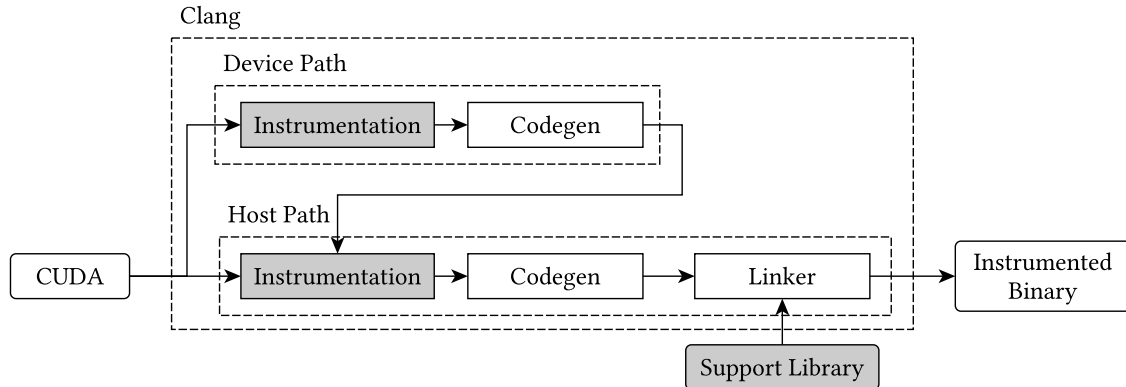 Clang
Device Path
Instrumentation
Codegen
Host Path
CUDA
Instrumentation
Codegen
Linker
Instrumented
Binary
Support Library